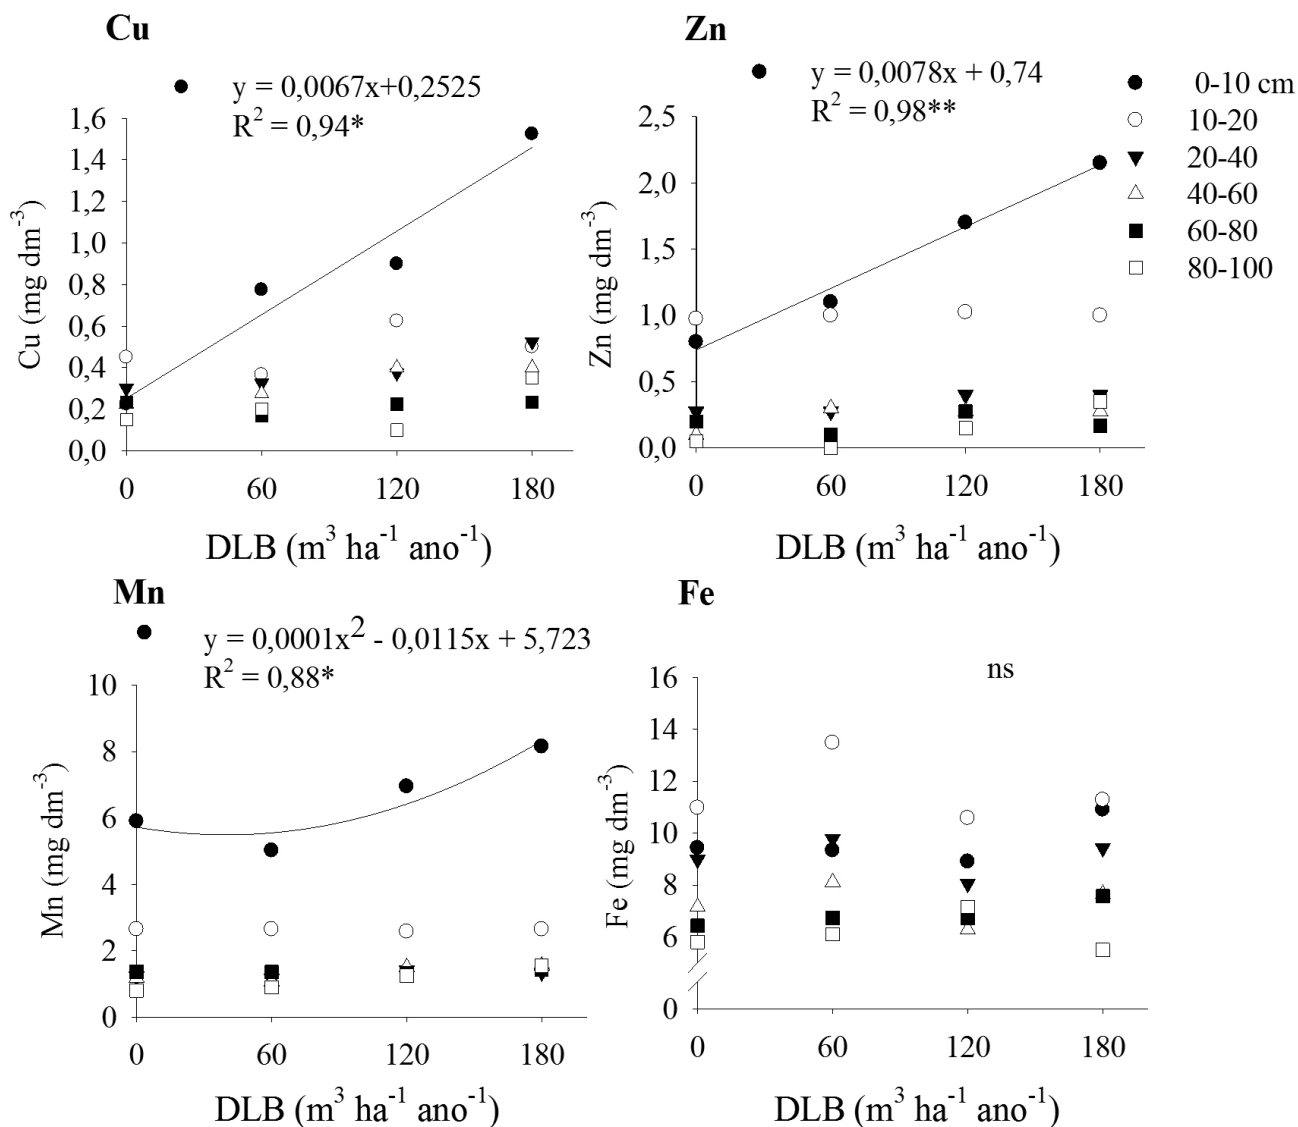 Cu
y = 0,0067x+0,2525
R² = 0,94*
1,6
1,4
1,2
1,0
0,8
0,6
0,4
0,2
0,0
Cu (mg dm⁻³)
0 60 120 180
DLB (m³ ha⁻¹ ano⁻¹)
Zn
y = 0,0078x + 0,74
R² = 0,98**
2,5
2,0
1,5
1,0
0,5
0,0
Zn (mg dm⁻³)
0 60 120 180
DLB (m³ ha⁻¹ ano⁻¹)
0-10 cm
10-20
20-40
40-60
60-80
80-100
Mn
y = 0,0001x² - 0,0115x + 5,723
R² = 0,88*
10
8
6
4
2
0
Mn (mg dm⁻³)
0 60 120 180
DLB (m³ ha⁻¹ ano⁻¹)
Fe
ns
16
14
12
10
8
6
0
Fe (mg dm⁻³)
0 60 120 180
DLB (m³ ha⁻¹ ano⁻¹)